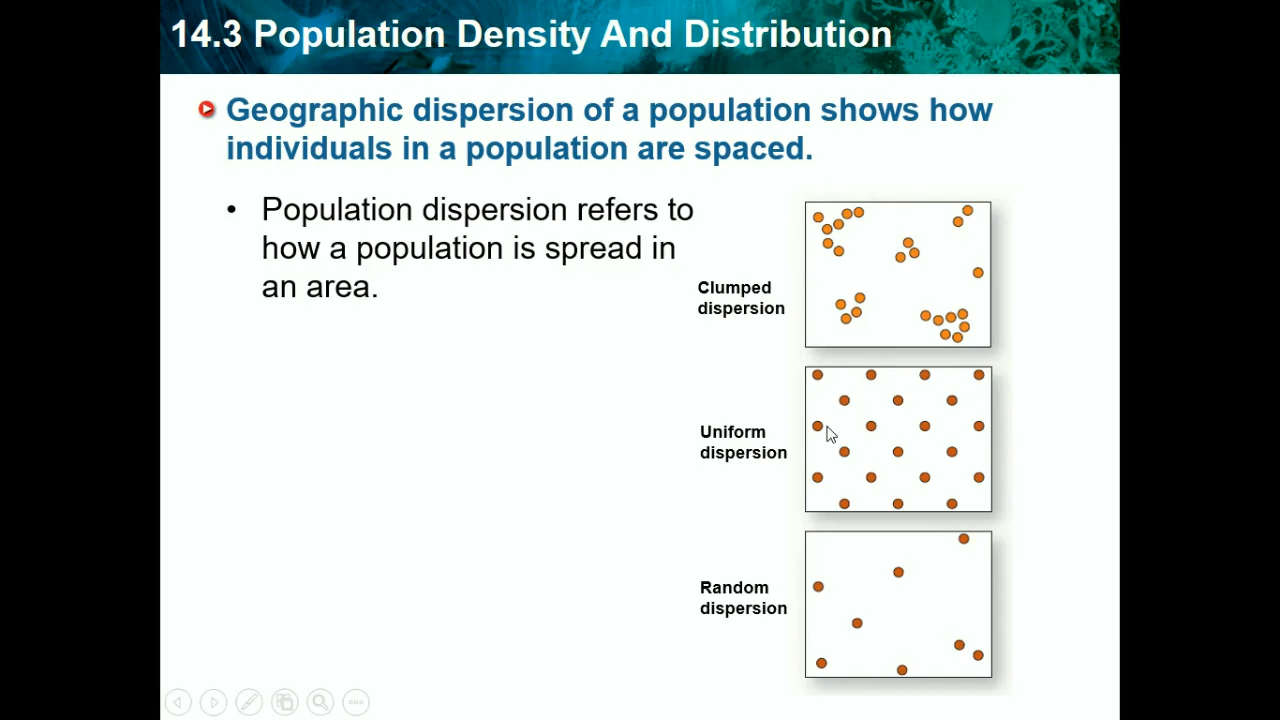 14.3 Population Density And Distribution
Geographic dispersion of a population shows how
individuals in a population are spaced.
• Population dispersion refers to
how a population is spread in
an area.
Clumped
dispersion
Uniform
dispersion
Random
dispersion